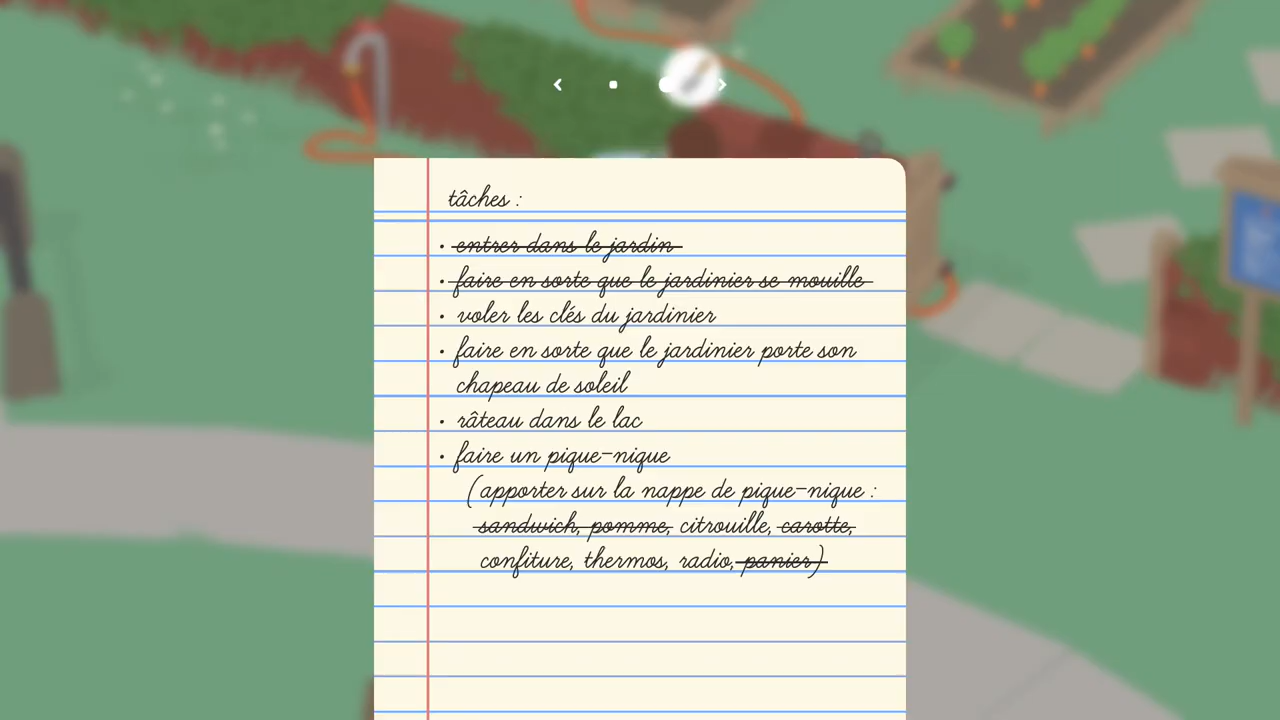 tâches :
• entrer dans le jardin
• faire en sorte que le jardinier se mouille
• voler les clés du jardinier
• faire en sorte que le jardinier porte son
chapeau de soleil
• râteau dans le lac
• faire un pique-nique
(apporter sur la nappe de pique-nique :
sandwich, pomme, citrouille, carotte,
confiture, thermos, radio, panier)